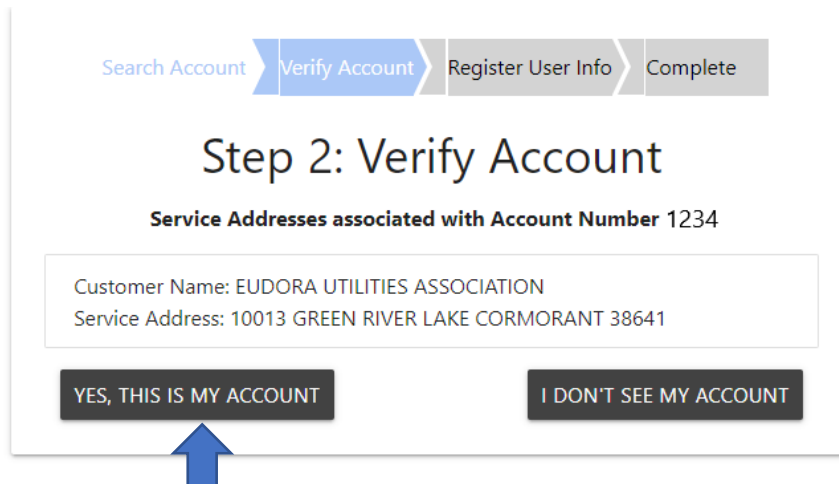 Search Account Verify Account Register User Info Complete
Step 2: Verify Account
Service Addresses associated with Account Number 1234
Customer Name: EUDORA UTILITIES ASSOCIATION
Service Address: 10013 GREEN RIVER LAKE CORMORANT 38641
YES, THIS IS MY ACCOUNT I DON'T SEE MY ACCOUNT